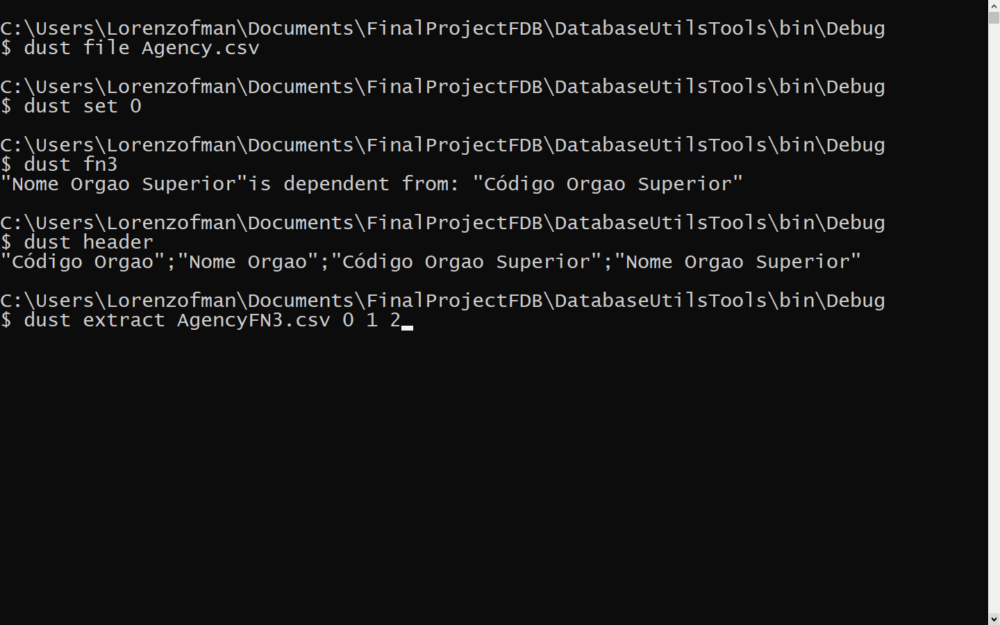 C:\Users\Lorenzofman\Documents\FinalProjectFDB\DatabaseUtilsTools\bin\Debug
$ dust file Agency.csv
C:\Users\Lorenzofman\Documents\FinalProjectFDB\DatabaseUtilsTools\bin\Debug
$ dust set 0
C:\Users\Lorenzofman\Documents\FinalProjectFDB\DatabaseUtilsTools\bin\Debug
$ dust fn3
"Nome Orgao Superior"is dependent from: "Código Orgao Superior"
C:\Users\Lorenzofman\Documents\FinalProjectFDB\DatabaseUtilsTools\bin\Debug
$ dust header
"Código Orgao";"Nome Orgao";"Código Orgao Superior";"Nome Orgao Superior"
C:\Users\Lorenzofman\Documents\FinalProjectFDB\DatabaseUtilsTools\bin\Debug
$ dust extract AgencyFN3.csv 0 1 2